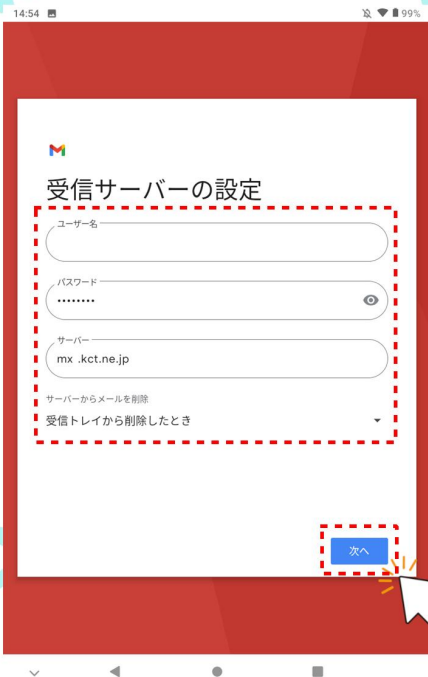 14:54
99%
受信サーバーの設定
ユーザー名
パスワード
••••••••
サーバー
mx .kct.ne.jp
サーバーからメールを削除
受信トレイから削除したとき
次へ